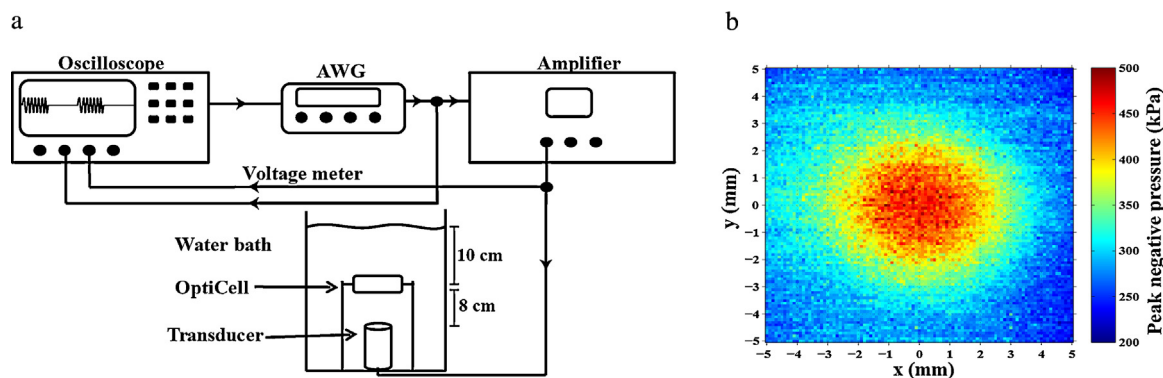 a
Oscilloscope
AWG
Amplifier
Voltage meter
Water bath
10 cm
OptiCell
8 cm
Transducer
b
5
4
3
2
1
0
-1
-2
-3
-4
-5
y (mm)
-5 -4 -3 -2 -1 0 1 2 3 4 5
x (mm)
500
450
400
350
300
250
200
Peak negative pressure (kPa)